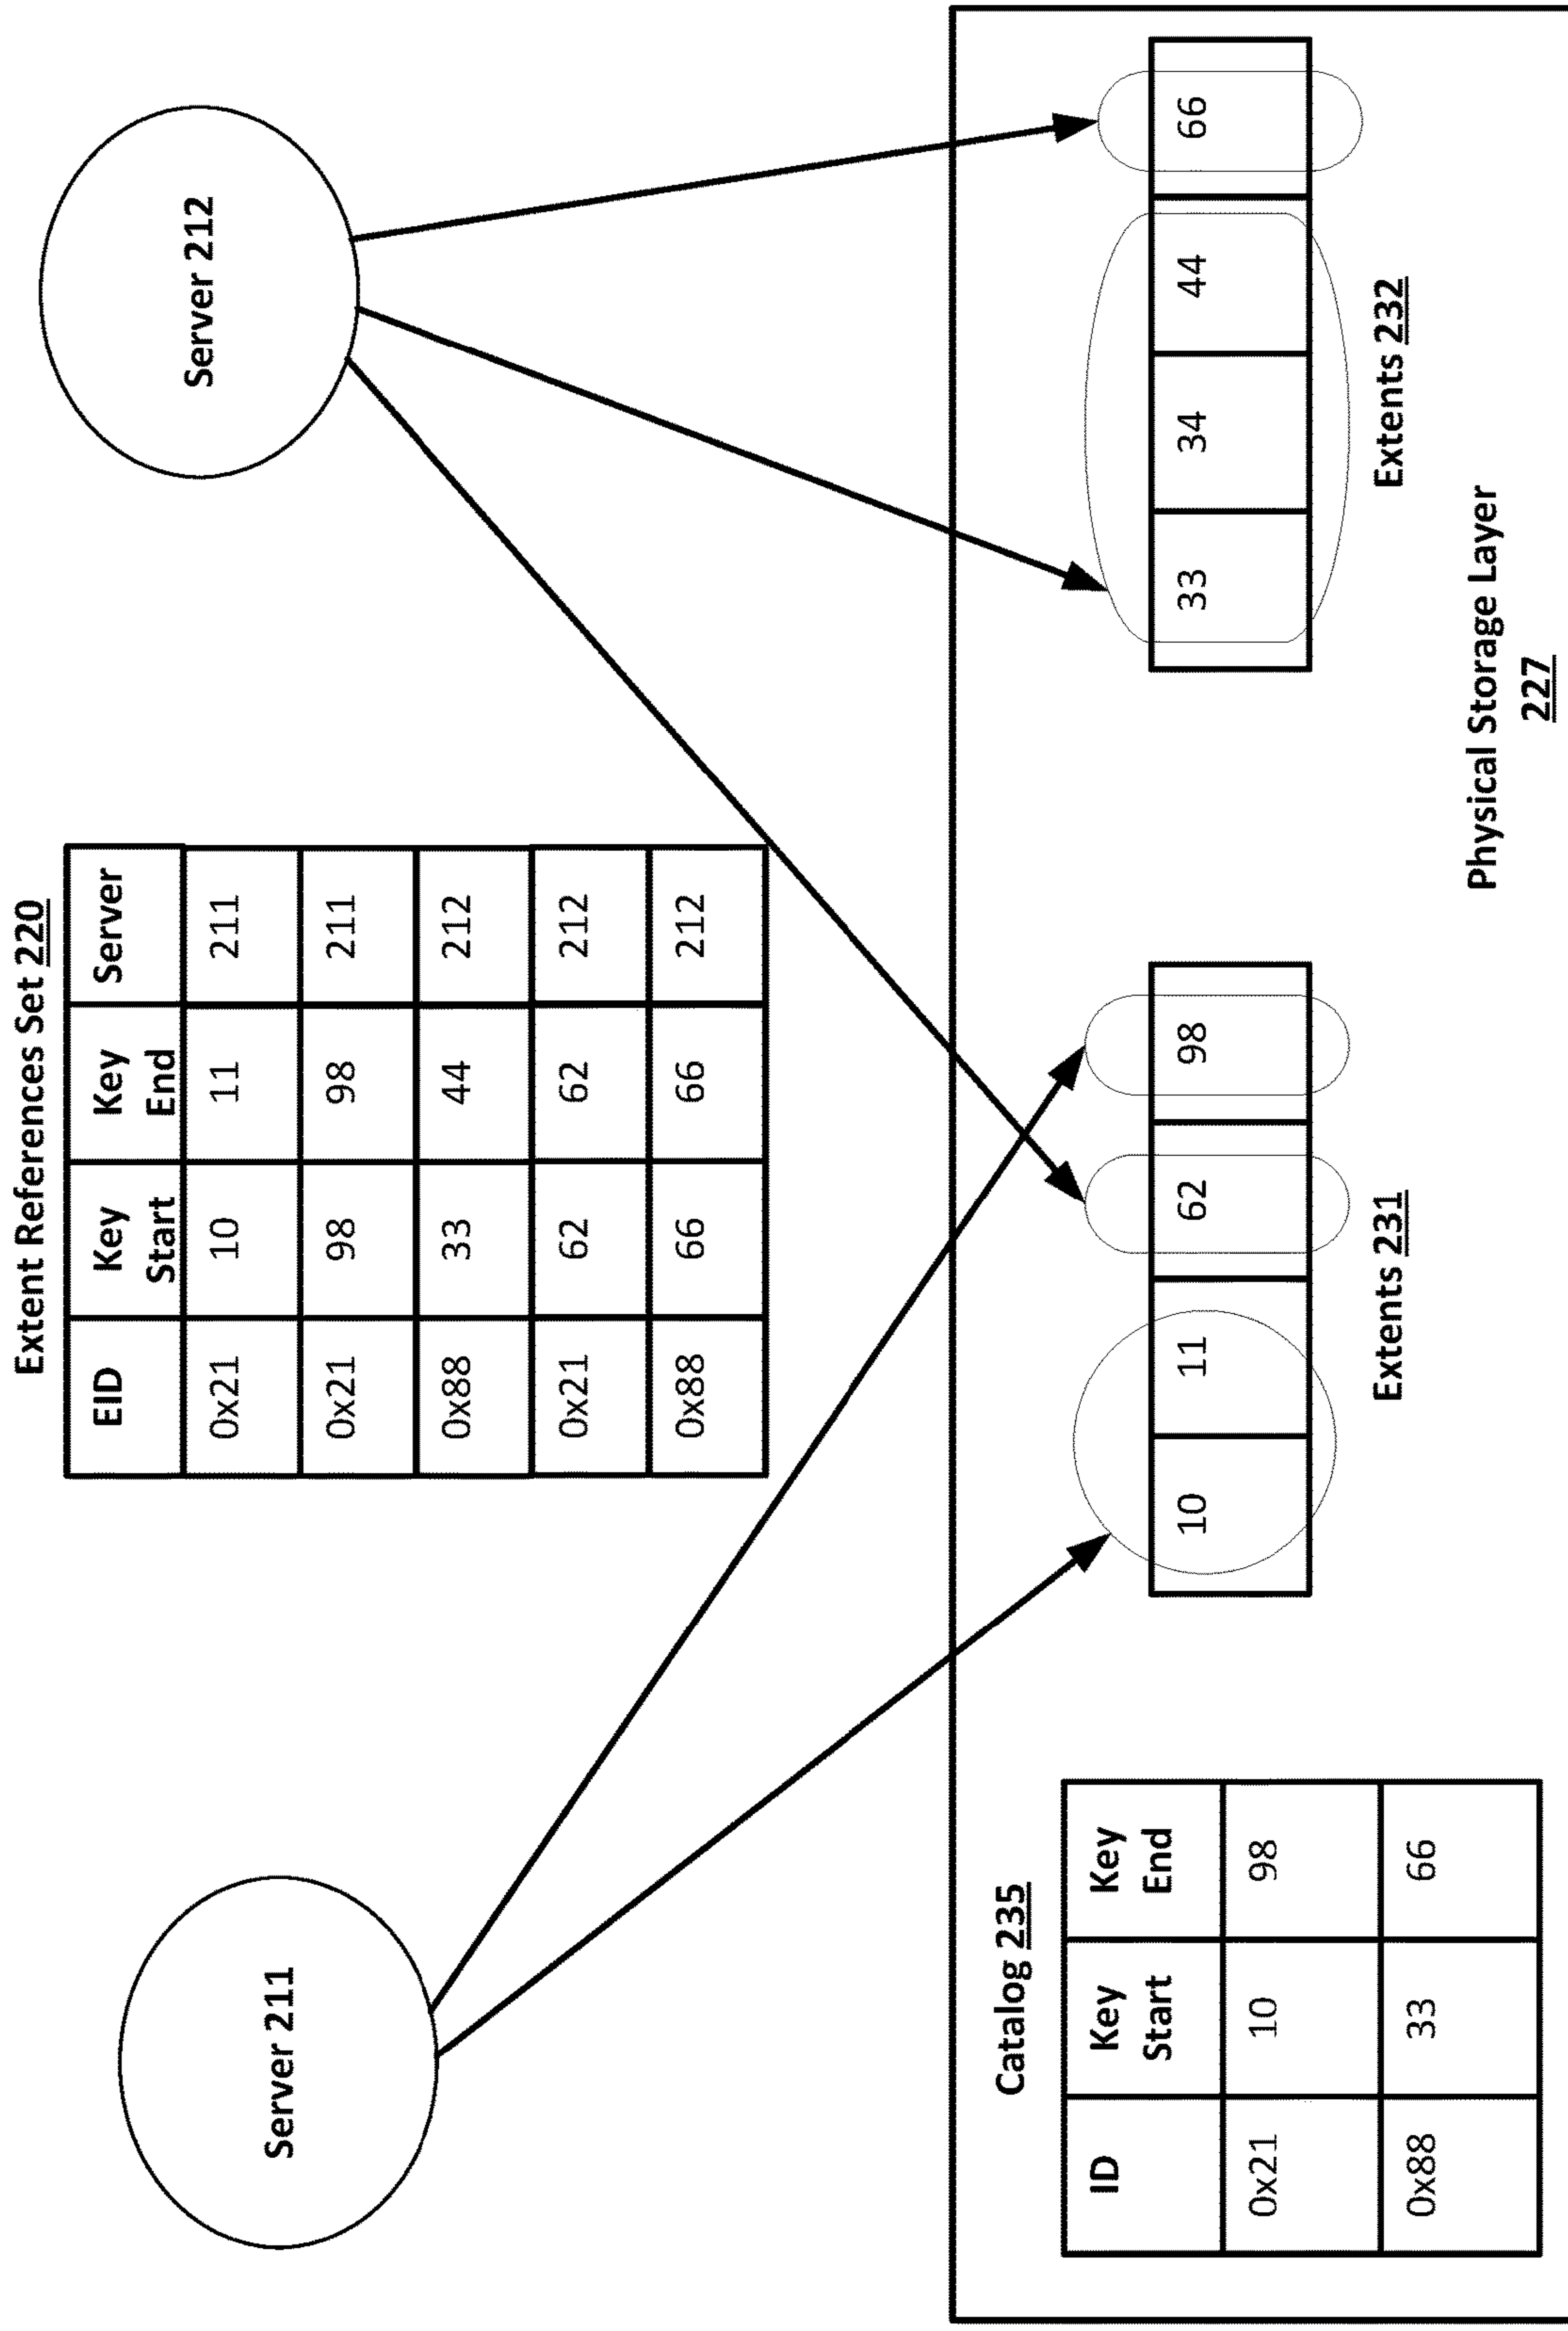 Server 211
Extent References Set 220
EID Key Start Key End Server
0x21 10 11 211
0x21 98 98 211
0x88 33 44 212
0x21 62 62 212
0x88 66 66 212
Server 212
Catalog 235
ID Key Start Key End
0x21 10 98
0x88 33 66
10 11 62 98
Extents 231
33 34 44 66
Extents 232
Physical Storage Layer
227